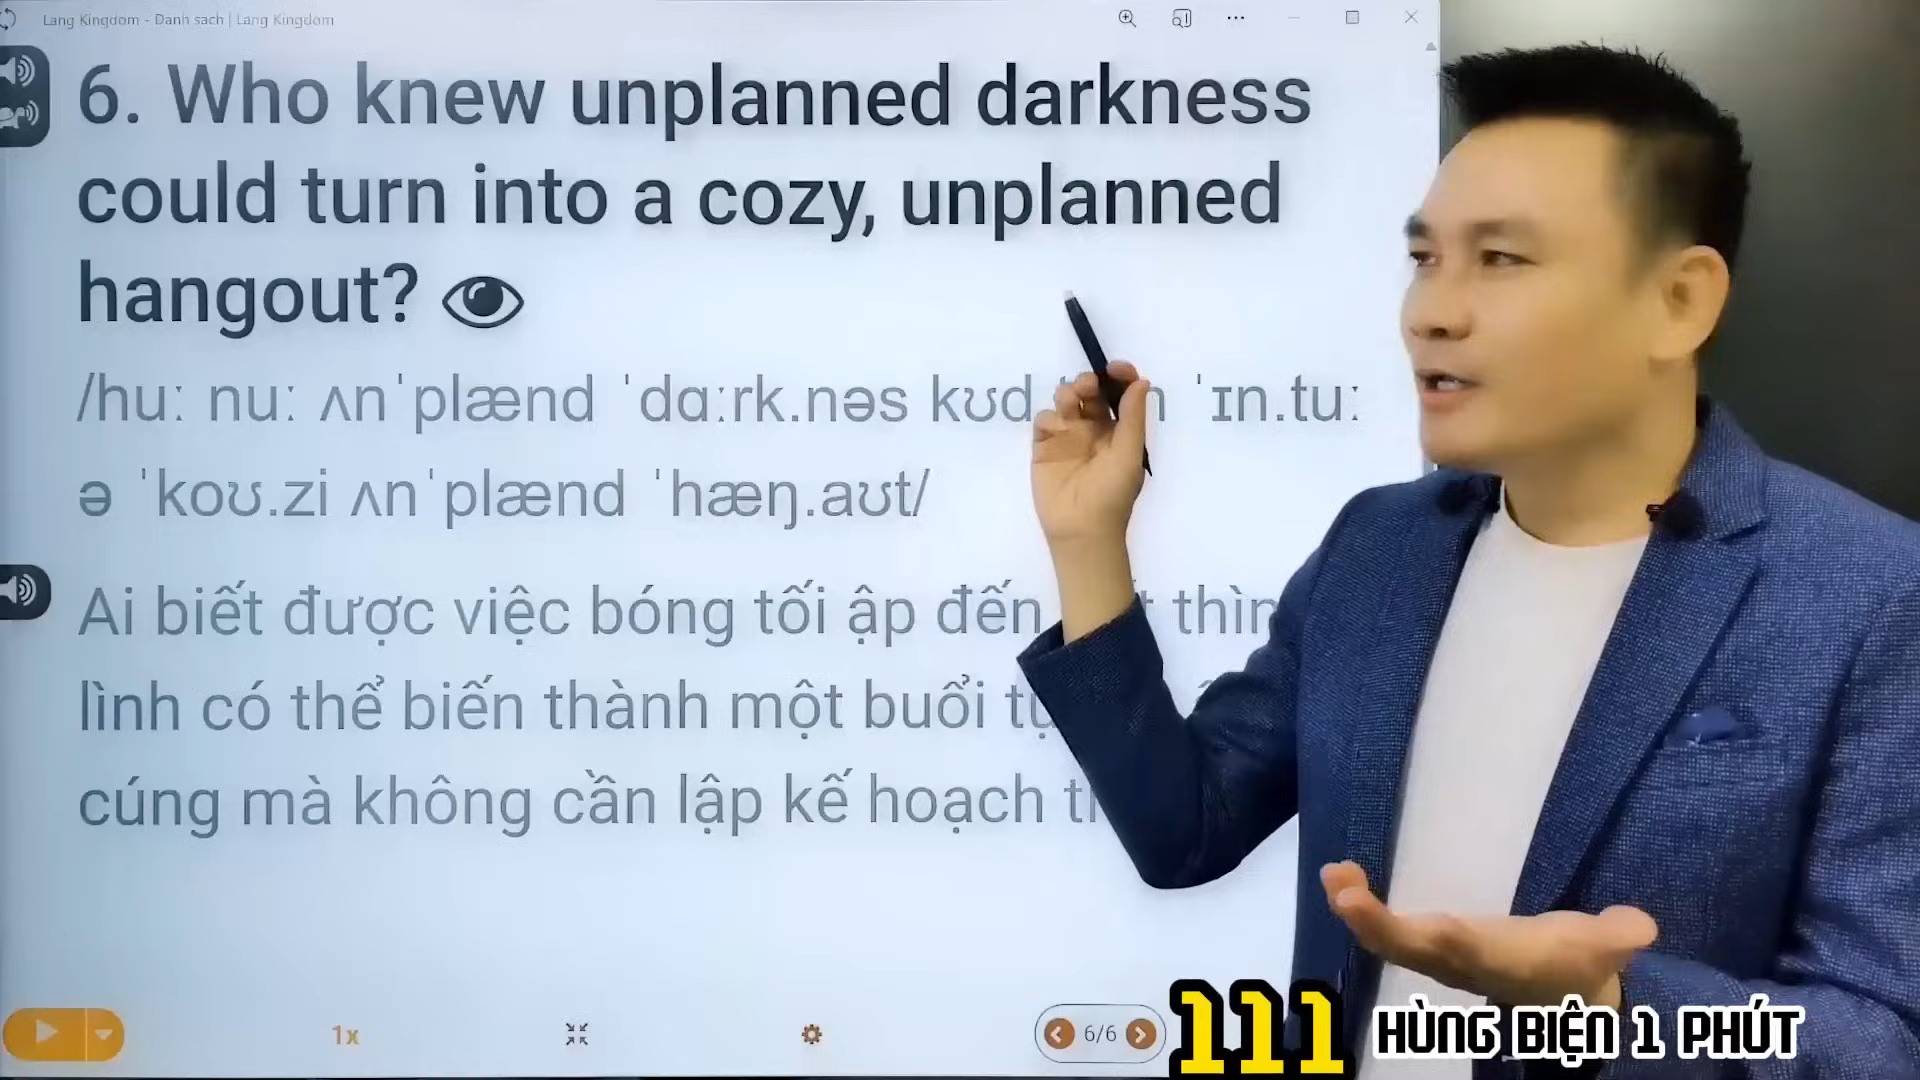 Lang Kingdom - Danh sach | Lang Kingdom
6. Who knew unplanned darkness
could turn into a cozy, unplanned
hangout?
/huː nuː ʌnˈplænd ˈdɑːrk.nəs kʊd ˈɪn.tuː
ə ˈkoʊ.zi ʌnˈplænd ˈhæŋ.aʊt/
Ai biết được việc bóng tối ập đến
lình có thể biến thành một buổi
cúng mà không cần lập kế hoạch
1x
6/6
111 HÙNG BIỆN 1 PHÚT